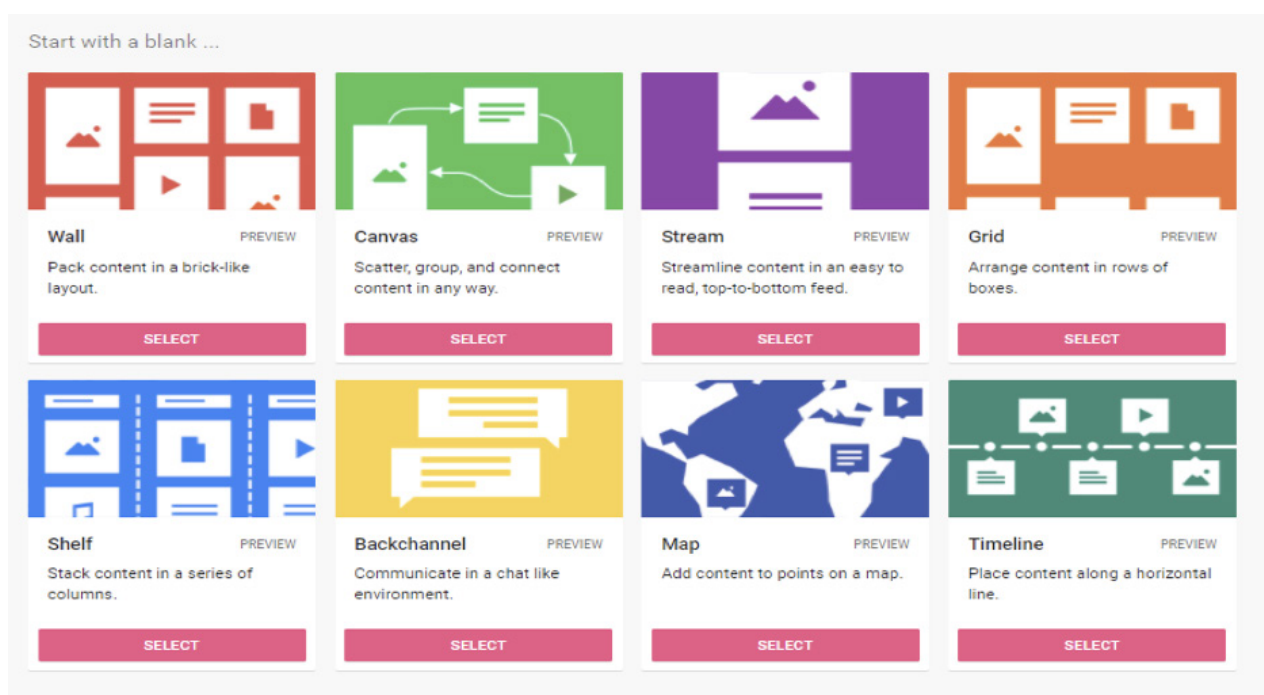 Start with a blank ...
Wall PREVIEW
Pack content in a brick-like
layout.
SELECT
Canvas PREVIEW
Scatter, group, and connect
content in any way.
SELECT
Stream PREVIEW
Streamline content in an easy to
read, top-to-bottom feed.
SELECT
Grid PREVIEW
Arrange content in rows of
boxes.
SELECT
Shelf PREVIEW
Stack content in a series of
columns.
SELECT
Backchannel PREVIEW
Communicate in a chat like
environment.
SELECT
Map PREVIEW
Add content to points on a map.
SELECT
Timeline PREVIEW
Place content along a horizontal
line.
SELECT